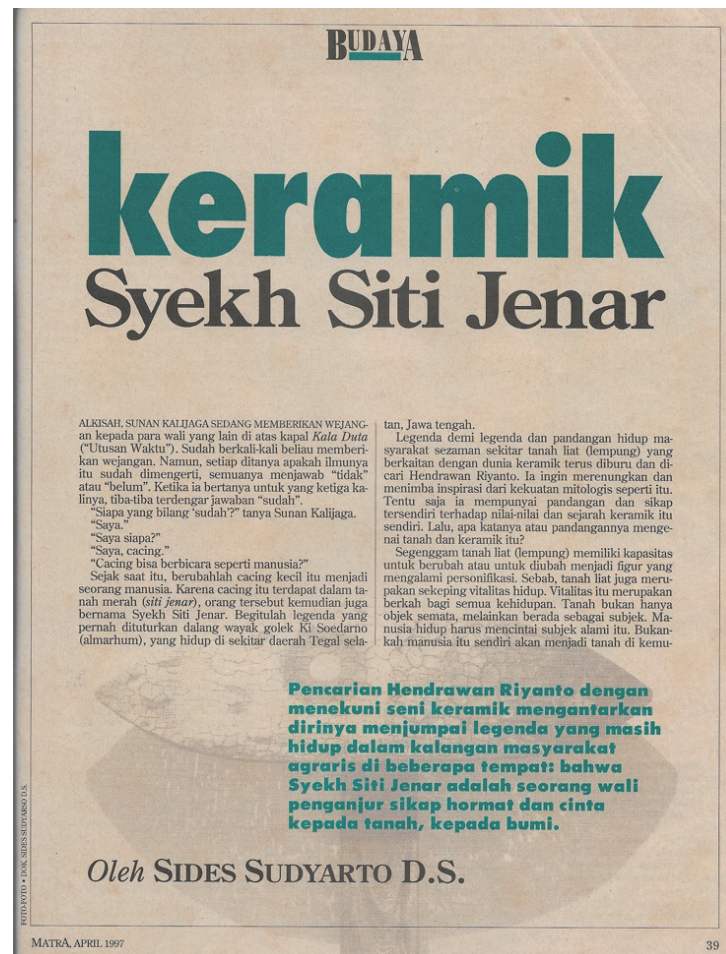 BUDAYA
keramik
Syekh Siti Jenar
ALKISAH, SUNAN KALIJAGA SEDANG MEMBERIKAN WEJANG-
an kepada para wali yang lain di atas kapal Kala Duta
("Utusan Waktu"). Sudah berkali-kali beliau memberi-
kan wejangan. Namun, setiap ditanya apakah ilmunya
itu sudah dimengerti, semuanya menjawab "tidak"
atau "belum". Ketika ia bertanya untuk yang ketiga ka-
linya, tiba-tiba terdengar jawaban "sudah".
"Siapa yang bilang 'sudah'?" tanya Sunan Kalijaga.
"Saya."
"Saya siapa?"
"Saya, cacing."
"Cacing bisa berbicara seperti manusia?"
Sejak saat itu, berubahlah cacing kecil itu menjadi
seorang manusia. Karena cacing itu terdapat dalam ta-
nah merah (siti jenar), orang tersebut kemudian juga
bernama Syekh Siti Jenar. Begitulah legenda yang
pernah dituturkan dalang wayak golek Ki Soedarno
(almarhum), yang hidup di sekitar daerah Tegal sela-
tan, Jawa tengah.
Legenda demi legenda dan pandangan hidup ma-
syarakat sezaman sekitar tanah liat (lempung) yang
berkaitan dengan dunia keramik terus diburu dan di-
cari Hendrawan Riyanto. Ia ingin merenungkan dan
menimba inspirasi dari kekuatan mitologis seperti itu.
Tentu saja ia mempunyai pandangan dan sikap
tersendiri terhadap nilai-nilai dan sejarah keramik itu
sendiri. Lalu, apa katanya atau pandangannya menge-
nai tanah dan keramik itu?
Segenggam tanah liat (lempung) memiliki kapasitas
untuk berubah atau untuk diubah menjadi figur yang
mengalami personifikasi. Sebab, tanah liat juga meru-
pakan sekeping vitalitas hidup. Vitalitas itu merupakan
berkah bagi semua kehidupan. Tanah bukan hanya
objek semata, melainkan berada sebagai subjek. Ma-
nusia hidup harus mencintai subjek alami itu. Bukan-
kah manusia itu sendiri akan menjadi tanah di kemu-
Pencarian Hendrawan Riyanto dengan
menekuni seni keramik mengantarkan
dirinya menjumpai legenda yang masih
hidup dalam kalangan masyarakat
agraris di beberapa tempat: bahwa
Syekh Siti Jenar adalah seorang wali
penganjur sikap hormat dan cinta
kepada tanah, kepada bumi.
Oleh SIDES SUDYARTO D.S.
FOTO-FOTO • DOK. SIDES SUDYARSO D.S.
MATRA, APRIL 1997
39